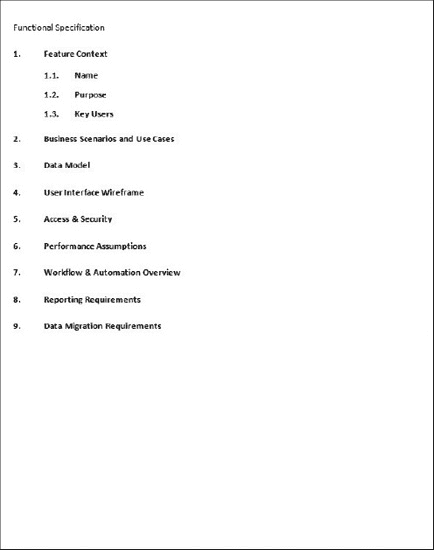 Functional Specification
1. Feature Context
1.1. Name
1.2. Purpose
1.3. Key Users
2. Business Scenarios and Use Cases
3. Data Model
4. User Interface Wireframe
5. Access & Security
6. Performance Assumptions
7. Workflow & Automation Overview
8. Reporting Requirements
9. Data Migration Requirements